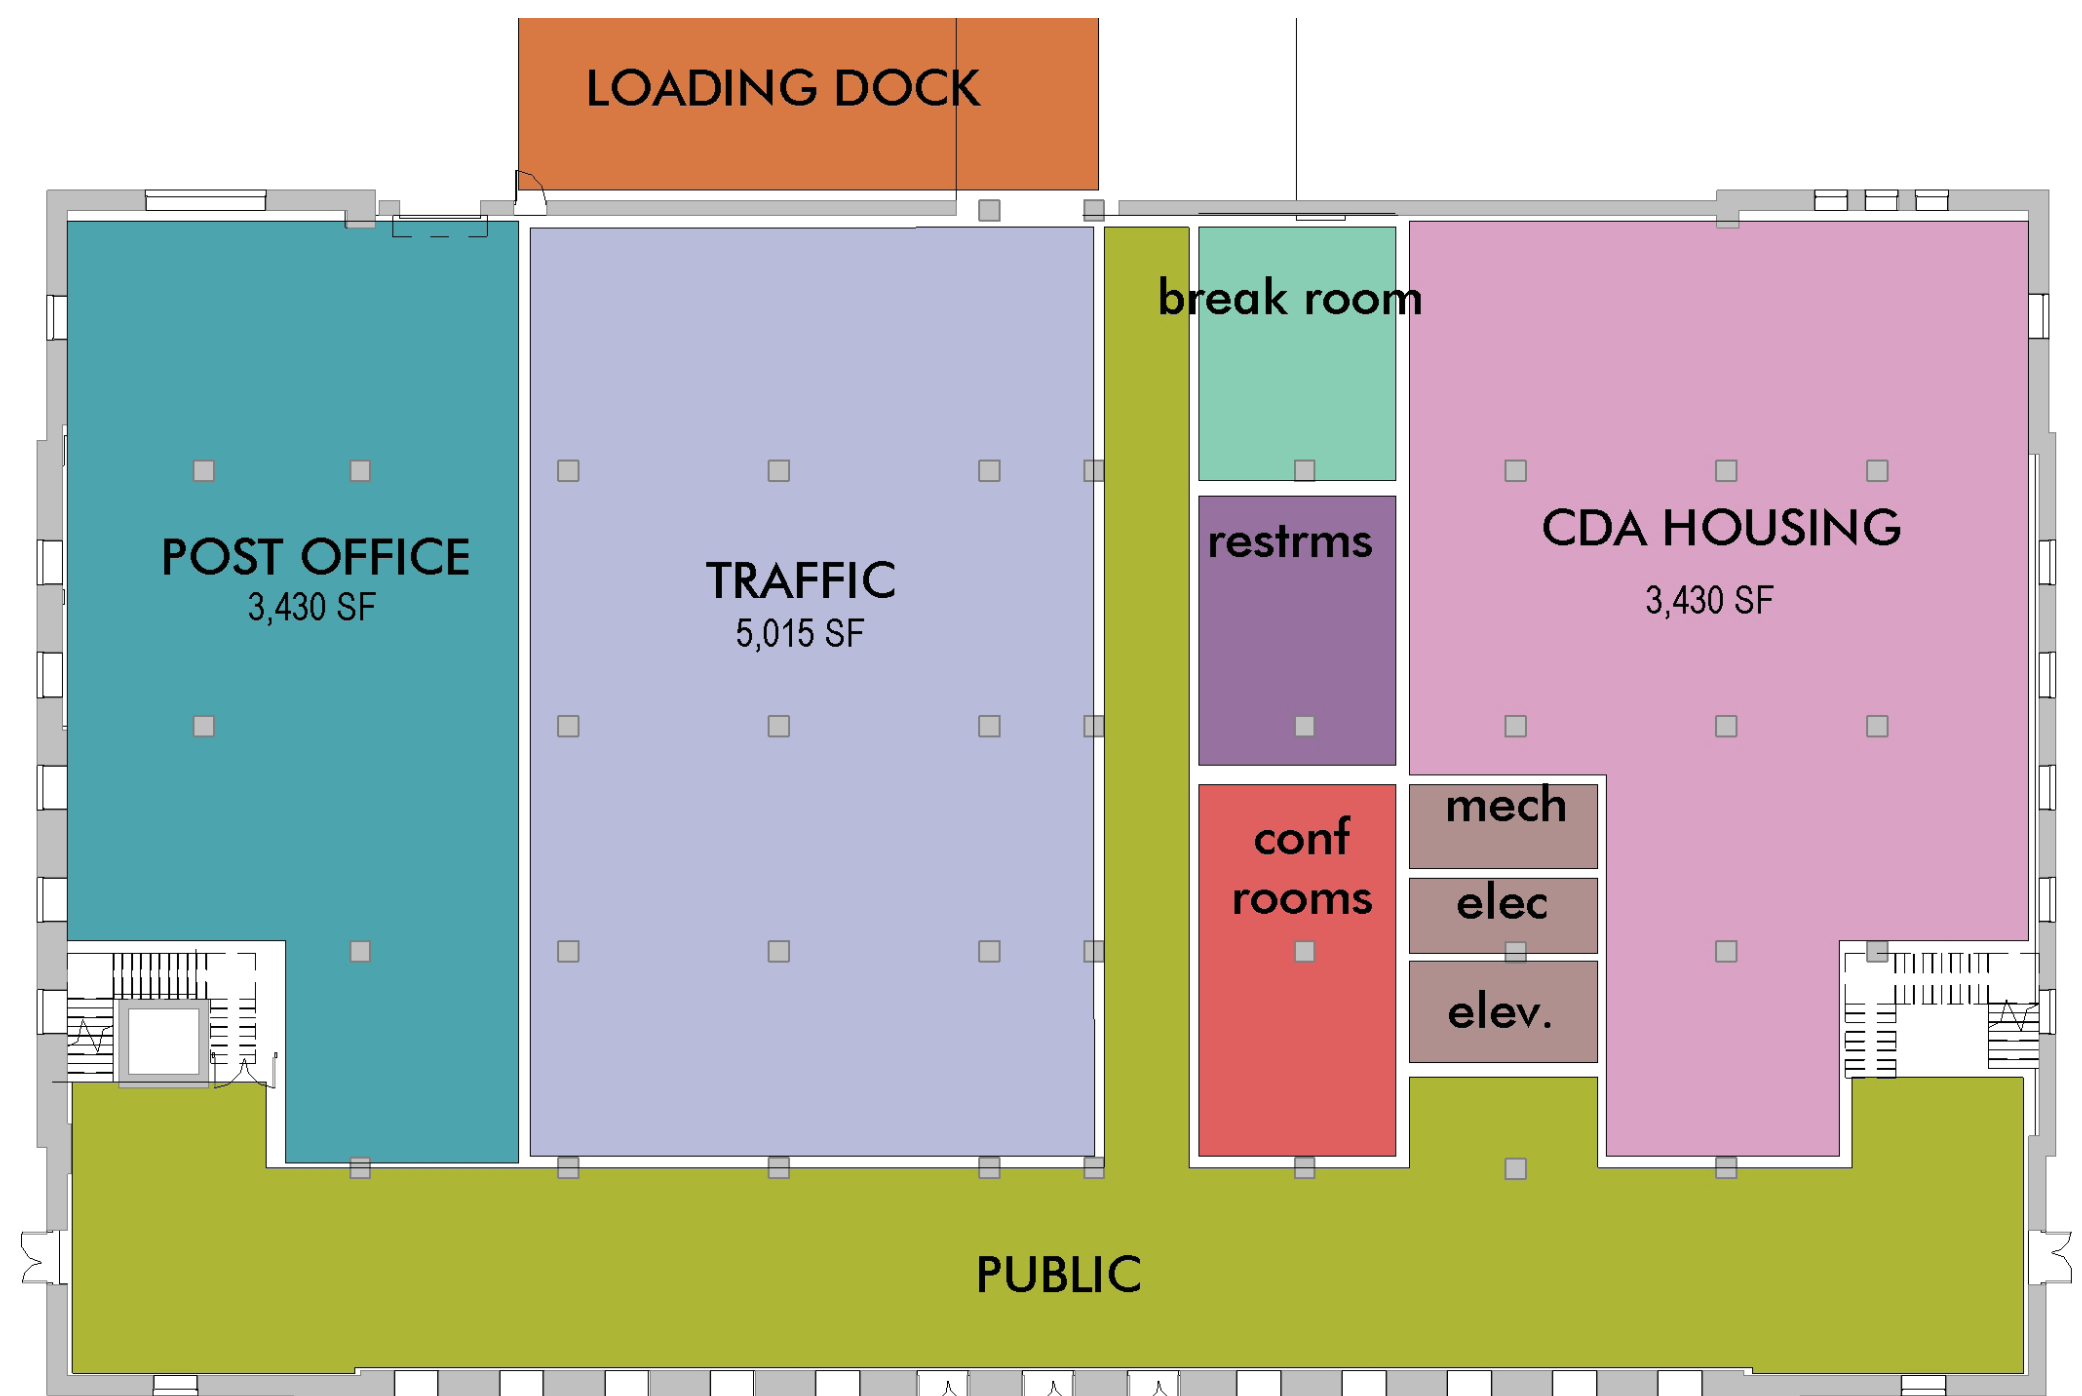 LOADING DOCK
break room
POST OFFICE
3,430 SF
TRAFFIC
5,015 SF
restrms
CDA HOUSING
3,430 SF
conf
rooms
mech
elec
elev.
PUBLIC